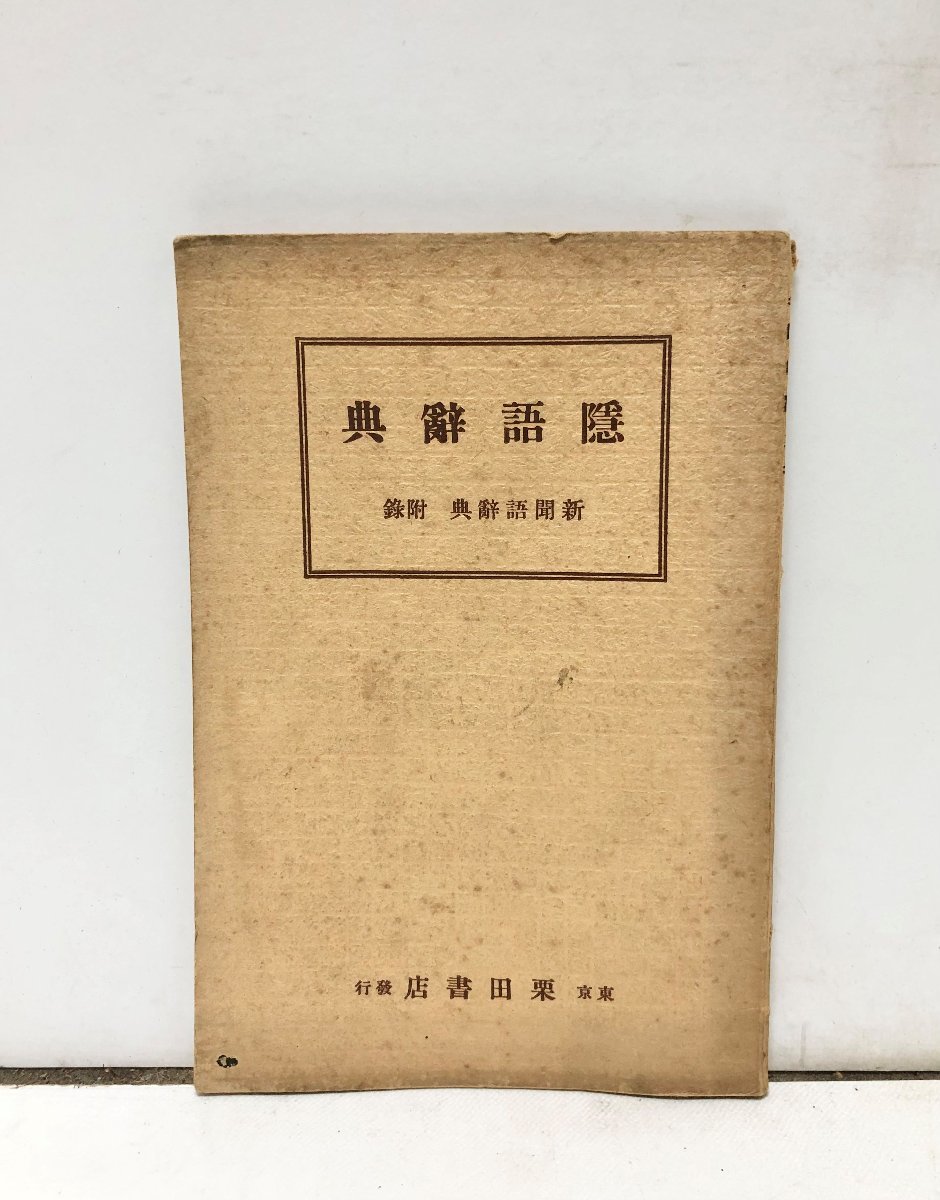 隱語辭典
新聞語辭典 附錄
東京 栗田書店 發行